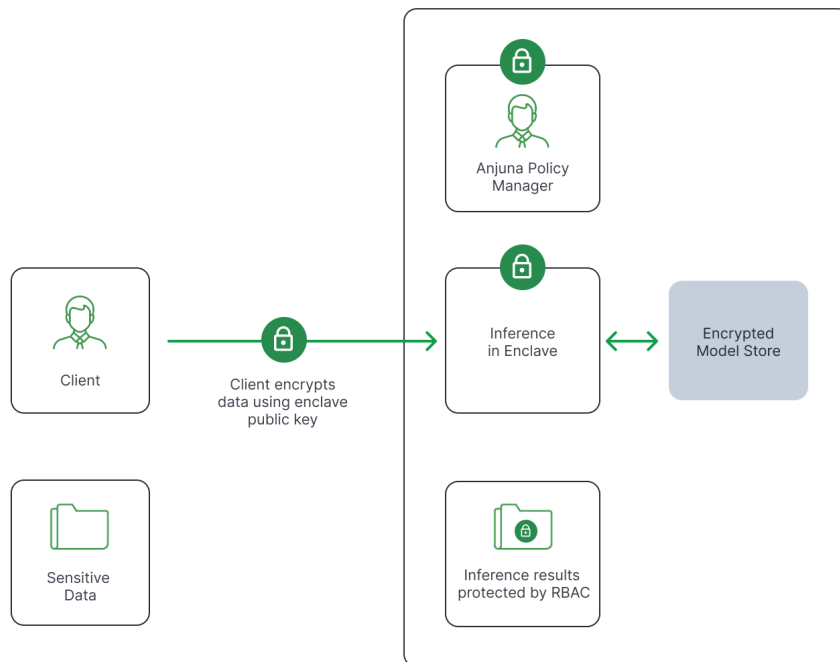 Anjuna Policy
Manager
Client
Client encrypts
data using enclave
public key
Inference
in Enclave
Encrypted
Model Store
Sensitive
Data
Inference results
protected by RBAC